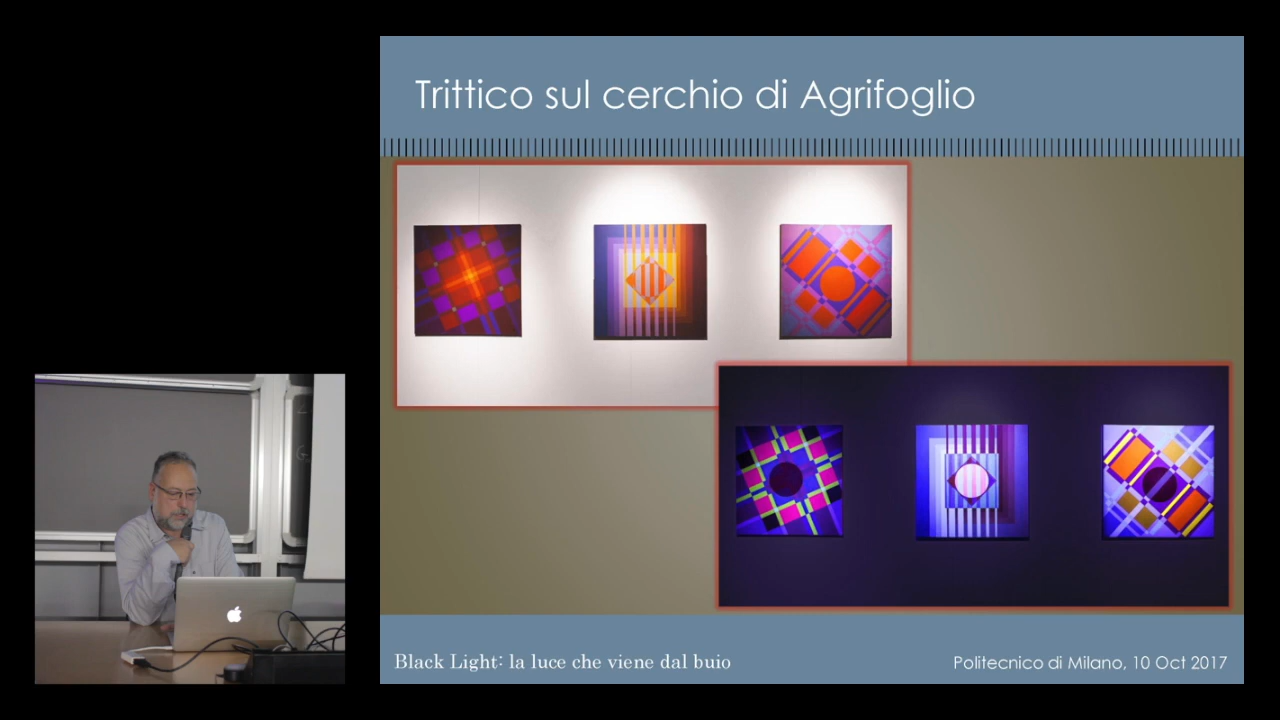 Trittico sul cerchio di Agrifoglio
Black Light: la luce che viene dal buio
Politecnico di Milano, 10 Oct 2017